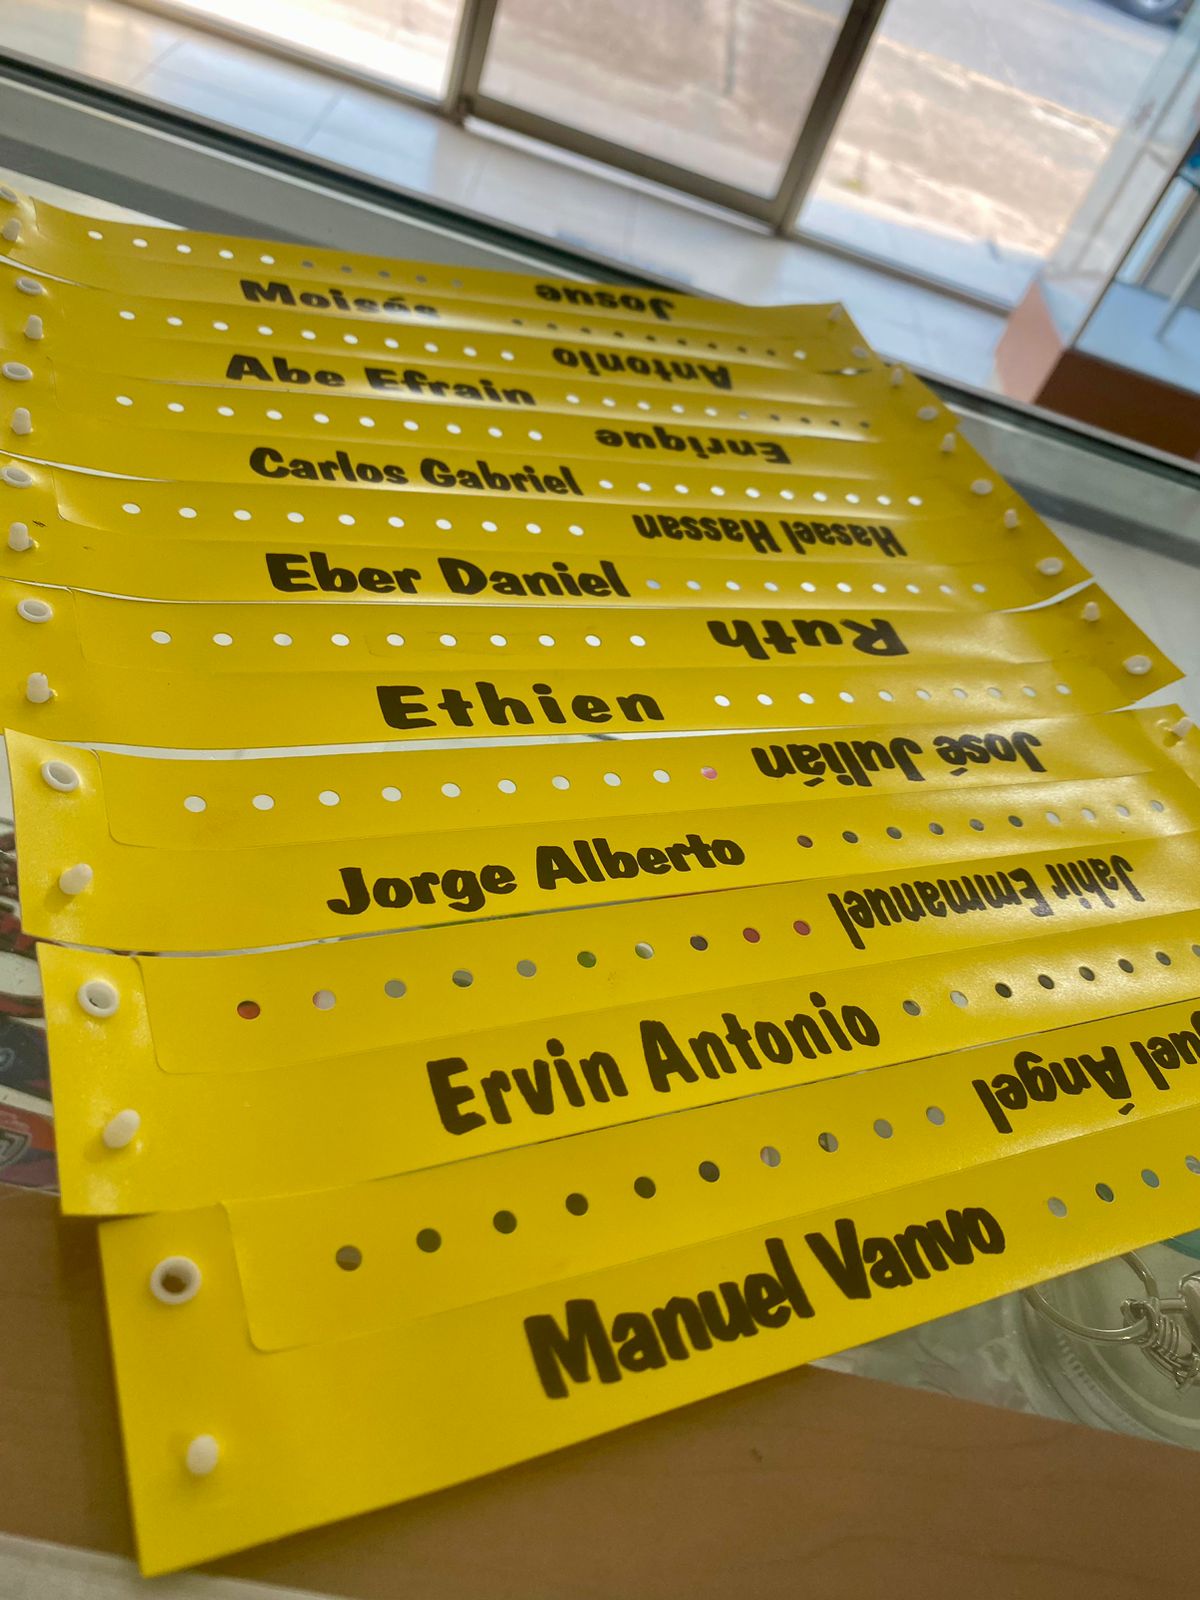 Josue
Moisés
Antonio
Abe Efrain
Enrique
Carlos Gabriel
Hasael Hassan
Eber Daniel
Ruth
Ethien
José Julián
Jorge Alberto
Jahir Emmanuel
Ervin Antonio
Ángel
Manuel Vanvo